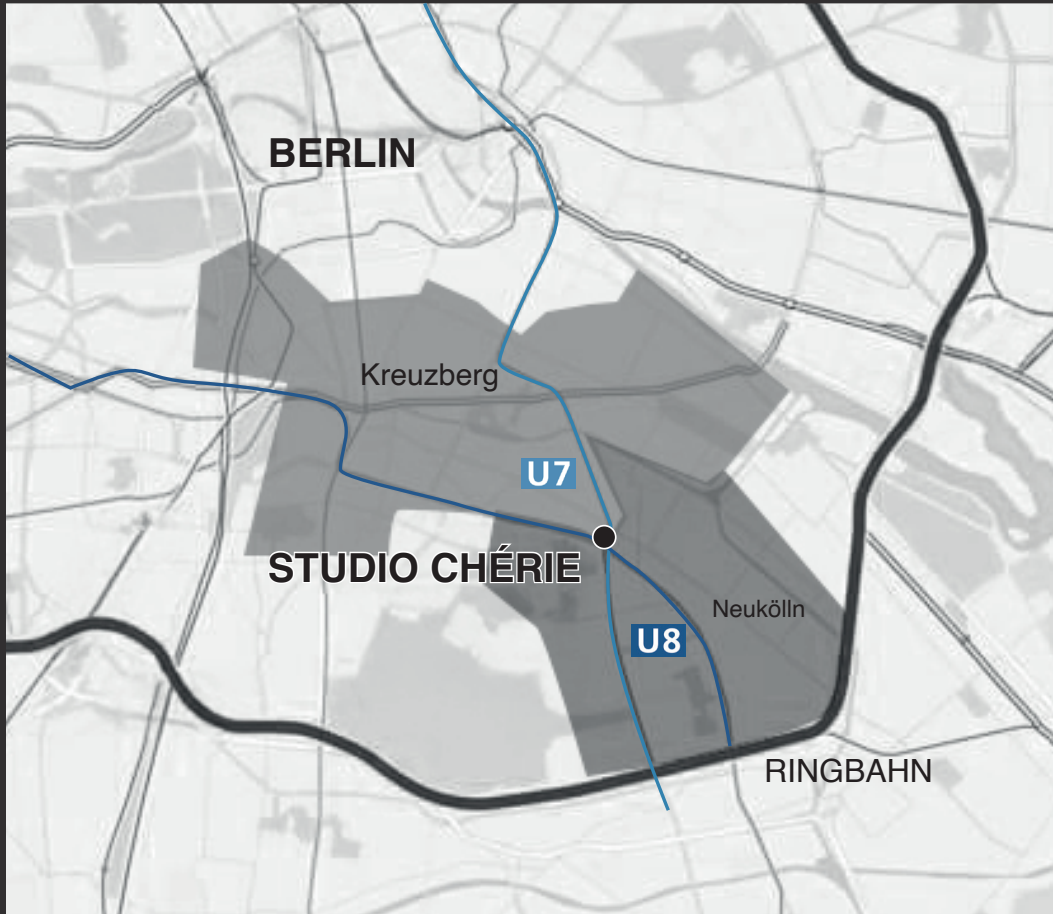 BERLIN
Kreuzberg
U7
STUDIO CHÉRIE
Neukölln
U8
RINGBAHN